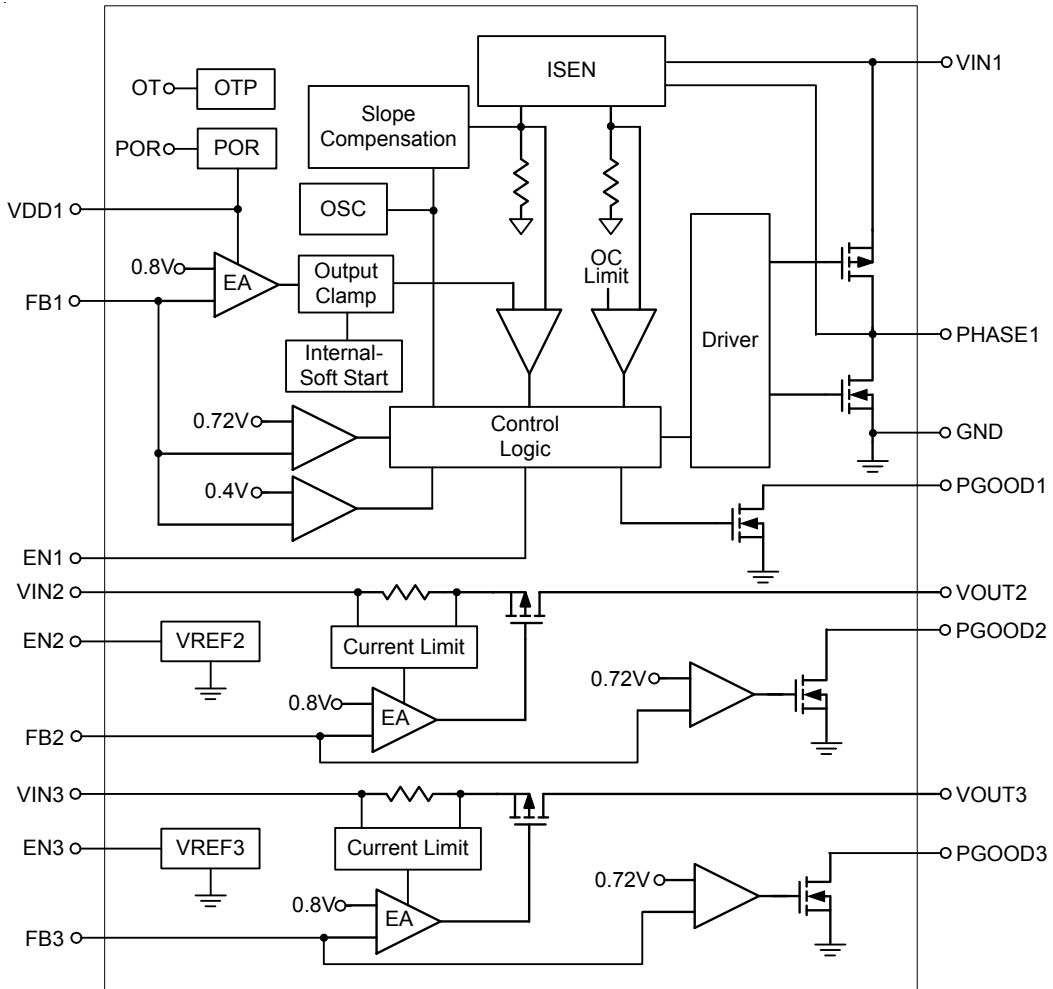 ISEN
VIN1
OT
OTP
Slope
Compensation
POR
POR
VDD1
OSC
0.8V
EA
Output
Clamp
OC
Limit
FB1
Internal-
Soft Start
Driver
PHASE1
0.72V
Control
Logic
GND
0.4V
PGOOD1
EN1
VIN2
VOUT2
EN2
VREF2
Current Limit
PGOOD2
0.8V
EA
0.72V
FB2
VIN3
VOUT3
EN3
VREF3
Current Limit
PGOOD3
0.8V
EA
0.72V
FB3